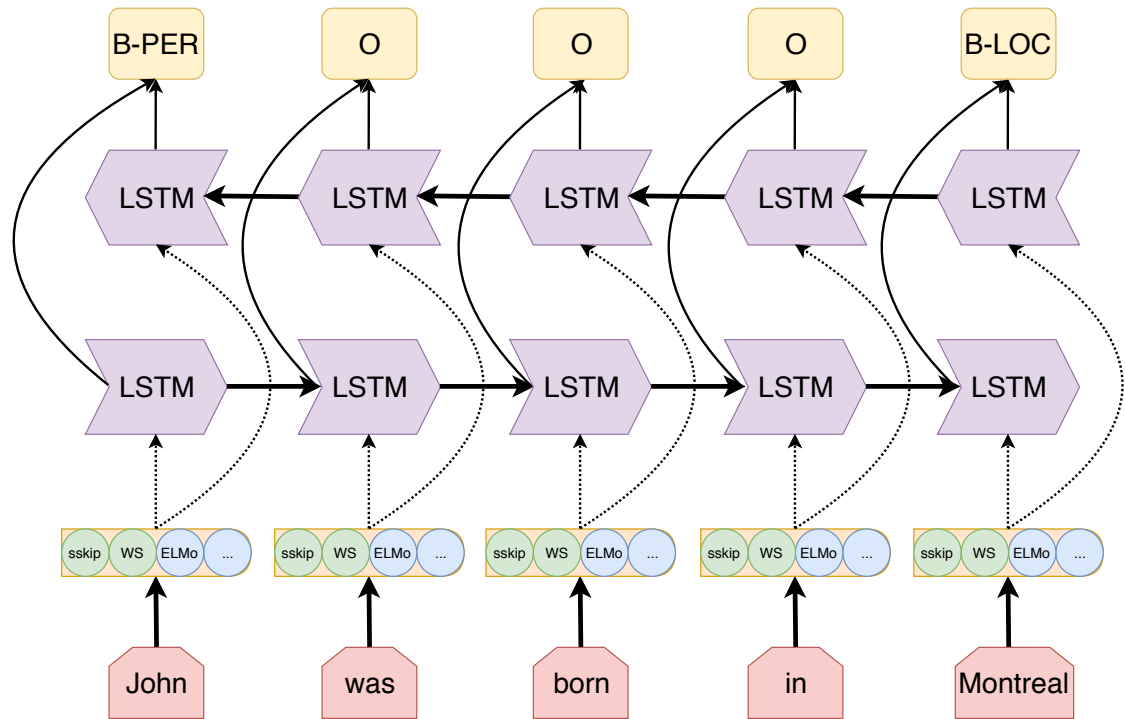 B-PER O O O B-LOC
LSTM LSTM LSTM LSTM LSTM
LSTM LSTM LSTM LSTM LSTM
sskip WS ELMo ... sskip WS ELMo ... sskip WS ELMo ... sskip WS ELMo ... sskip WS ELMo ...
John was born in Montreal